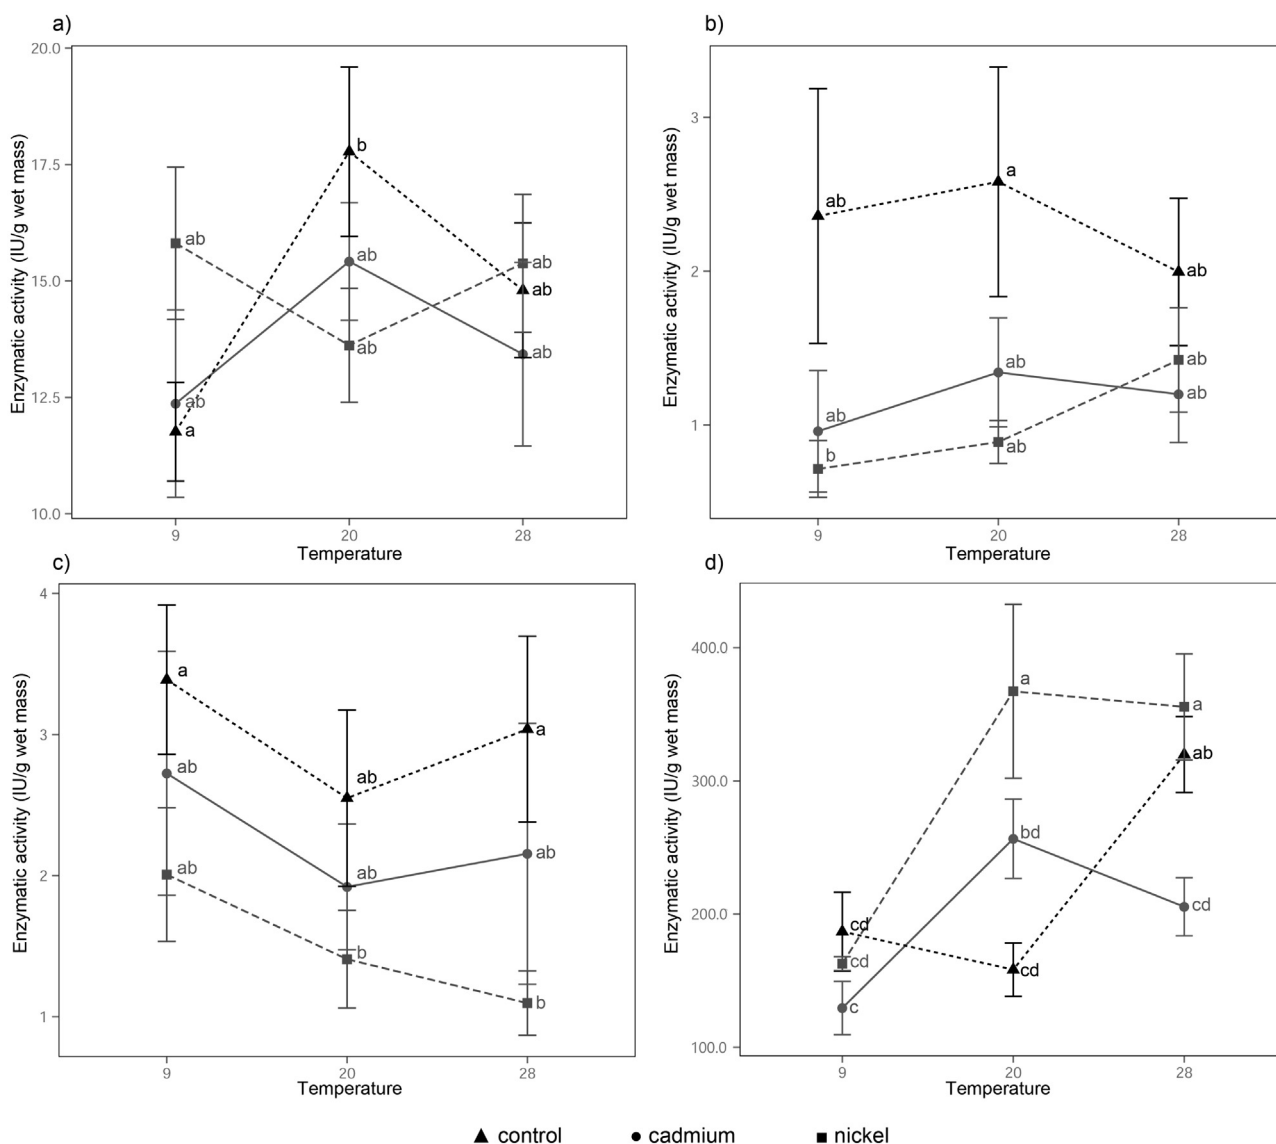 a)
20.0
17.5
15.0
12.5
10.0
Enzymatic activity (IU/g wet mass)
b
ab
ab
ab
ab
ab
ab
ab
a
9
20
28
Temperature
b)
3
2
1
Enzymatic activity (IU/g wet mass)
ab
a
ab
ab
ab
ab
ab
b
ab
9
20
28
Temperature
c)
4
3
2
1
Enzymatic activity (IU/g wet mass)
a
ab
a
ab
ab
ab
ab
b
b
9
20
28
Temperature
d)
400.0
300.0
200.0
100.0
Enzymatic activity (IU/g wet mass)
a
a
ab
bd
cd
cd
cd
cd
c
9
20
28
Temperature
control
cadmium
nickel